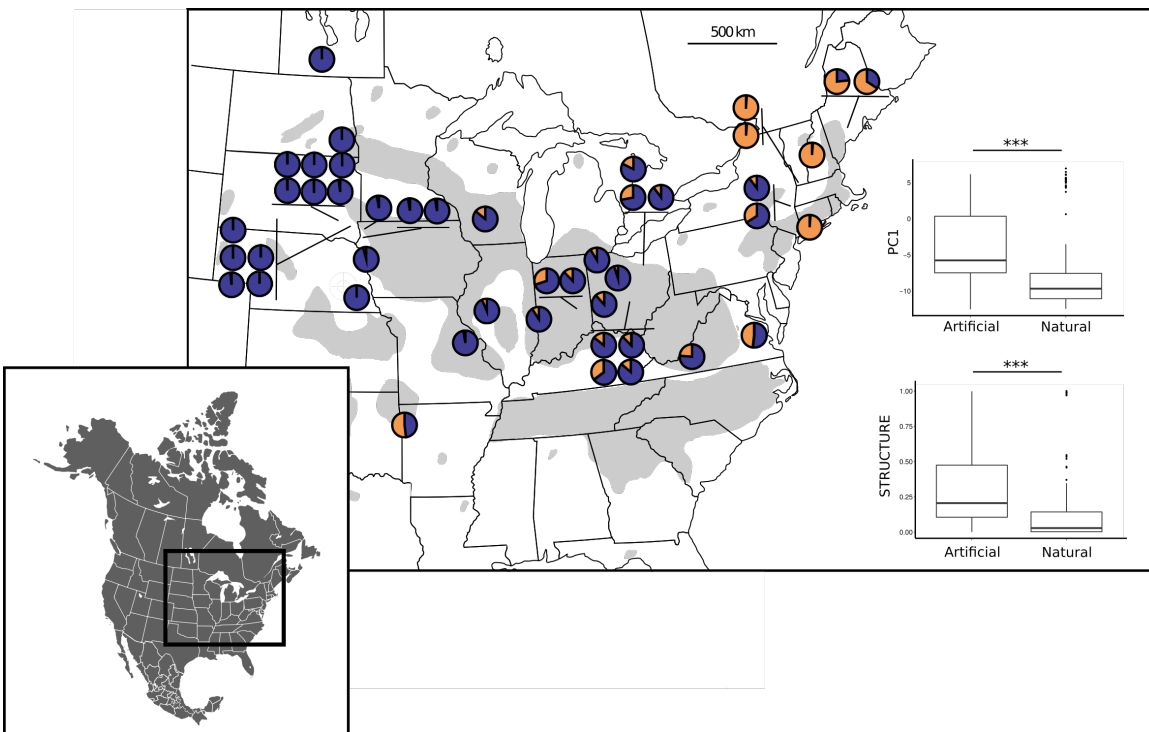 500 km
***
5
0
−5
−10
PC1
Artificial Natural
***
1.00
0.75
0.50
0.25
0.00
STRUCTURE
Artificial Natural